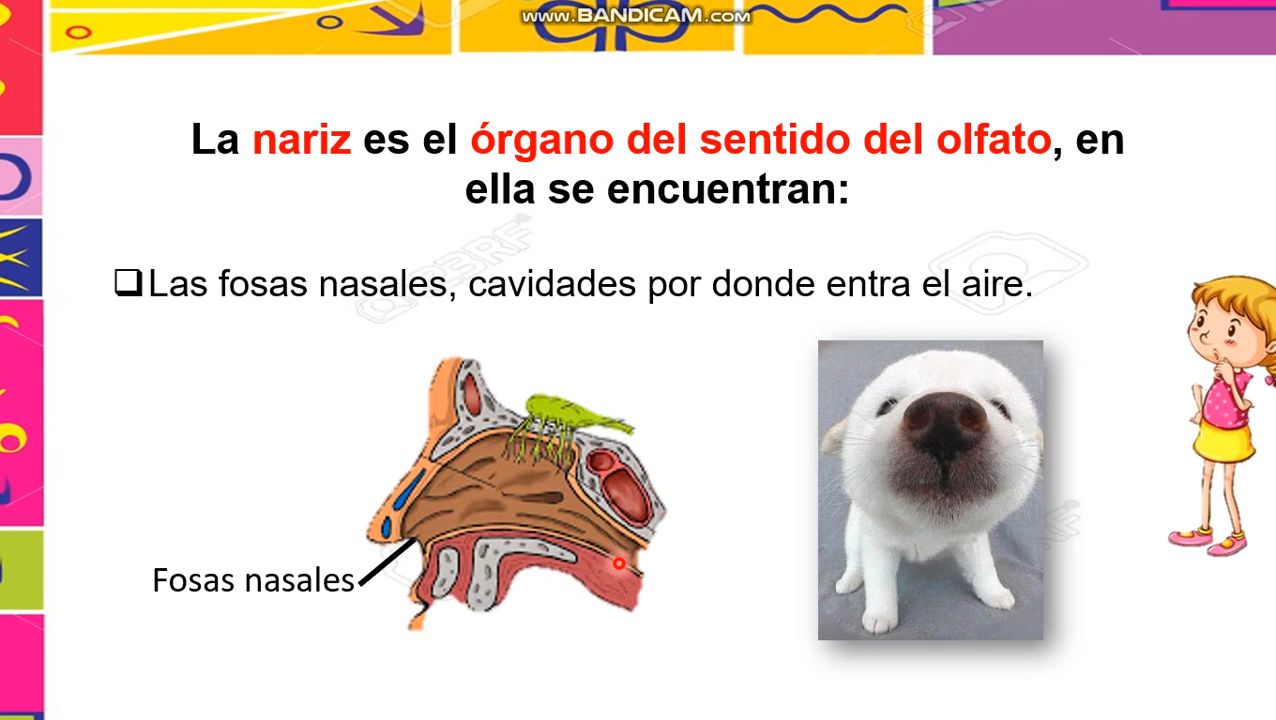 www.BANDICAM.com
La nariz es el órgano del sentido del olfato, en
ella se encuentran:
Las fosas nasales, cavidades por donde entra el aire.
Fosas nasales